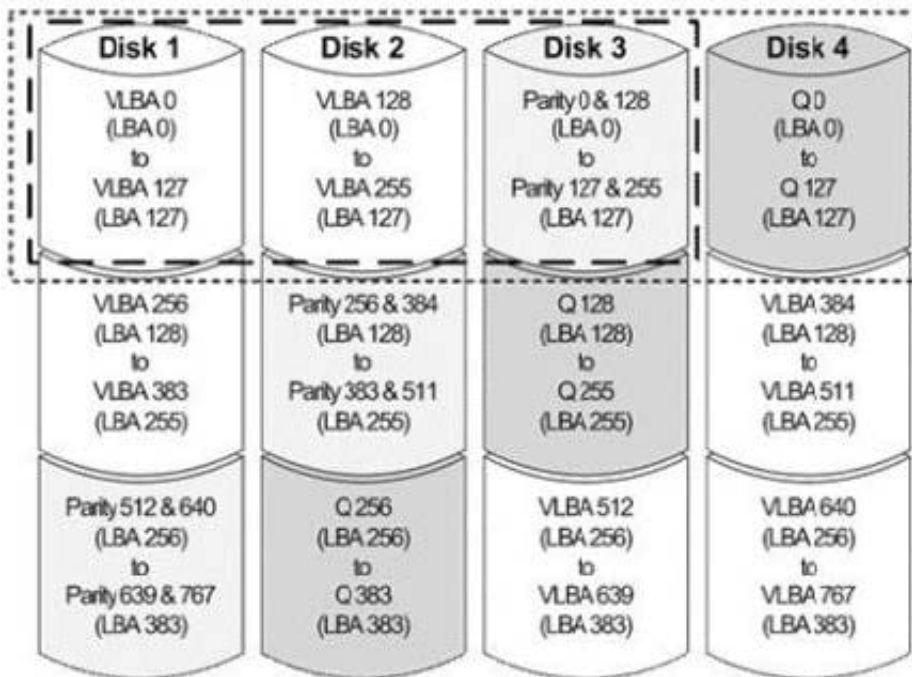 Disk 1
VLBA 0
(LBA 0)
to
VLBA 127
(LBA 127)
Disk 2
VLBA 128
(LBA 0)
to
VLBA 255
(LBA 127)
Disk 3
Parity 0 & 128
(LBA 0)
to
Parity 127 & 255
(LBA 127)
Disk 4
Q 0
(LBA 0)
to
Q 127
(LBA 127)
VLBA 256
(LBA 128)
to
VLBA 383
(LBA 255)
Parity 256 & 384
(LBA 128)
to
Parity 383 & 511
(LBA 255)
Q 128
(LBA 128)
to
Q 255
(LBA 255)
VLBA 384
(LBA 128)
to
VLBA 511
(LBA 255)
Parity 512 & 640
(LBA 256)
to
Parity 639 & 767
(LBA 383)
Q 256
(LBA 256)
to
Q 383
(LBA 383)
VLBA 512
(LBA 256)
to
VLBA 639
(LBA 383)
VLBA 640
(LBA 256)
to
VLBA 767
(LBA 383)